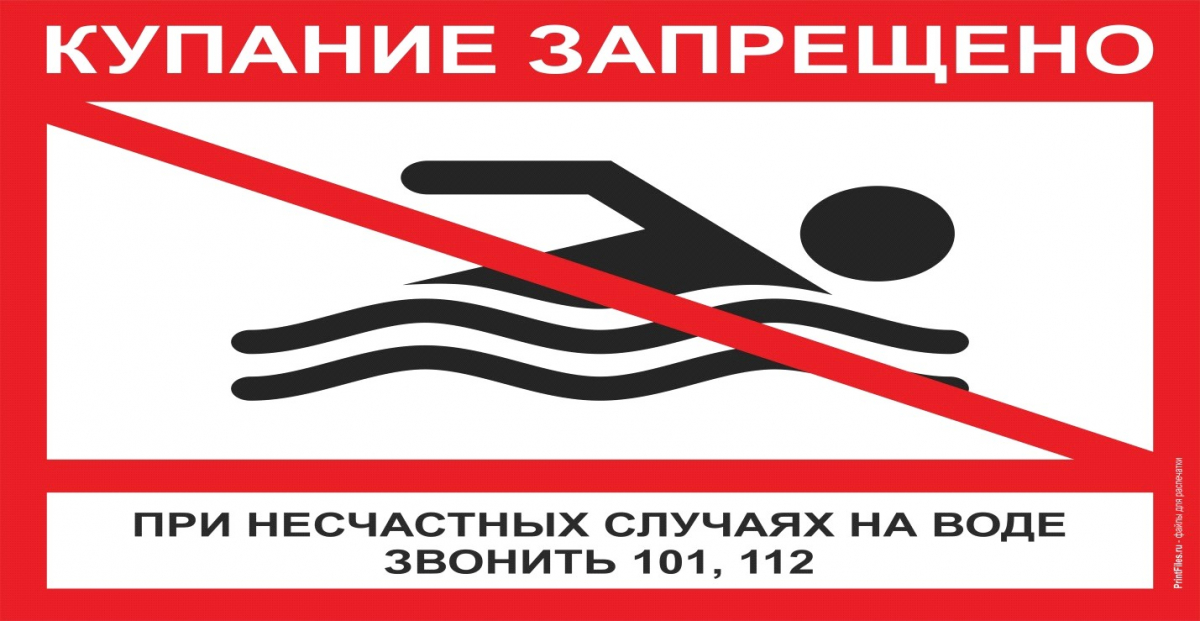 КУПАНИЕ ЗАПРЕЩЕНО
ПРИ НЕСЧАСТНЫХ СЛУЧАЯХ НА ВОДЕ
ЗВОНИТЬ 101, 112
PrintFiles.ru - файлы для распечатки